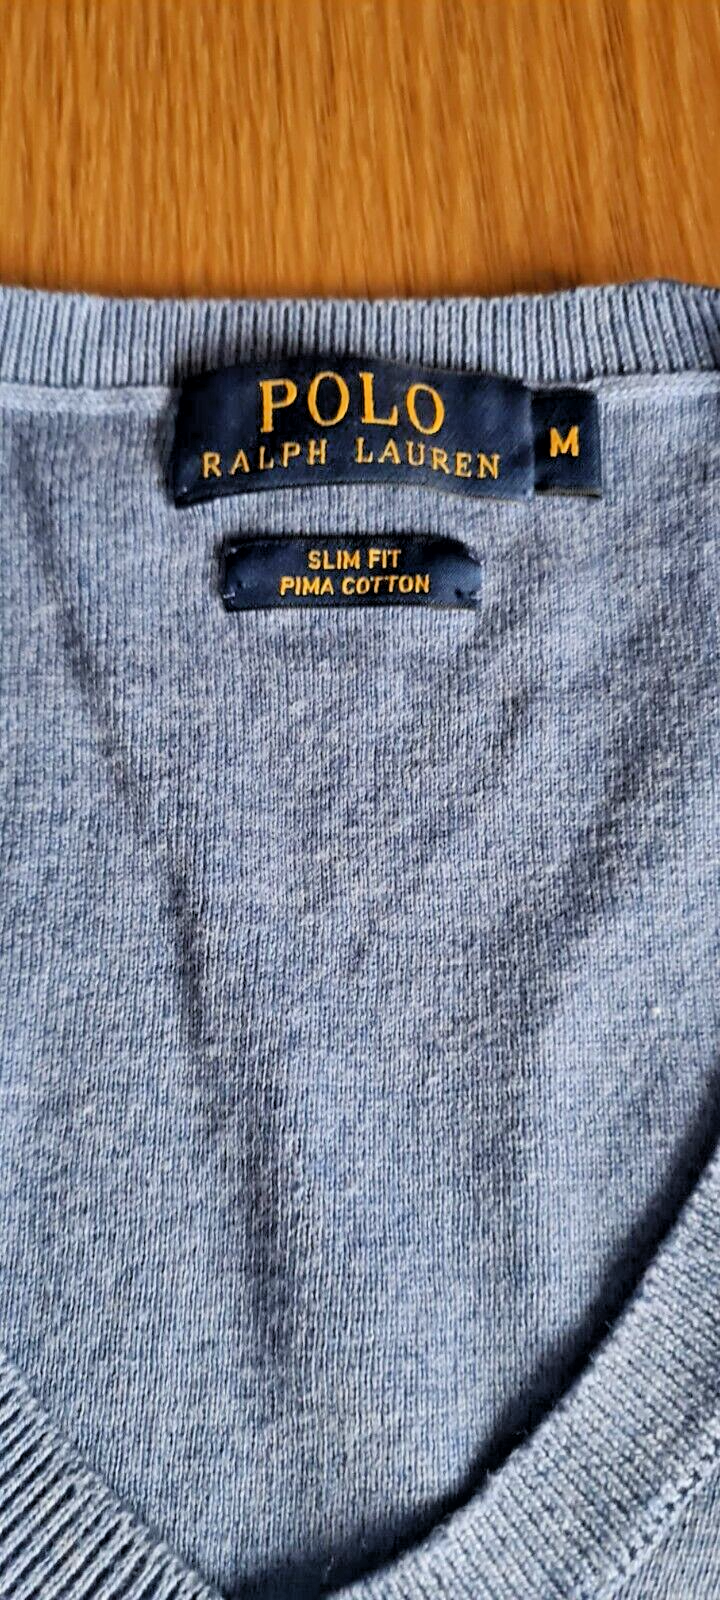 POLO
RALPH LAUREN
M
SLIM FIT
PIMA COTTON